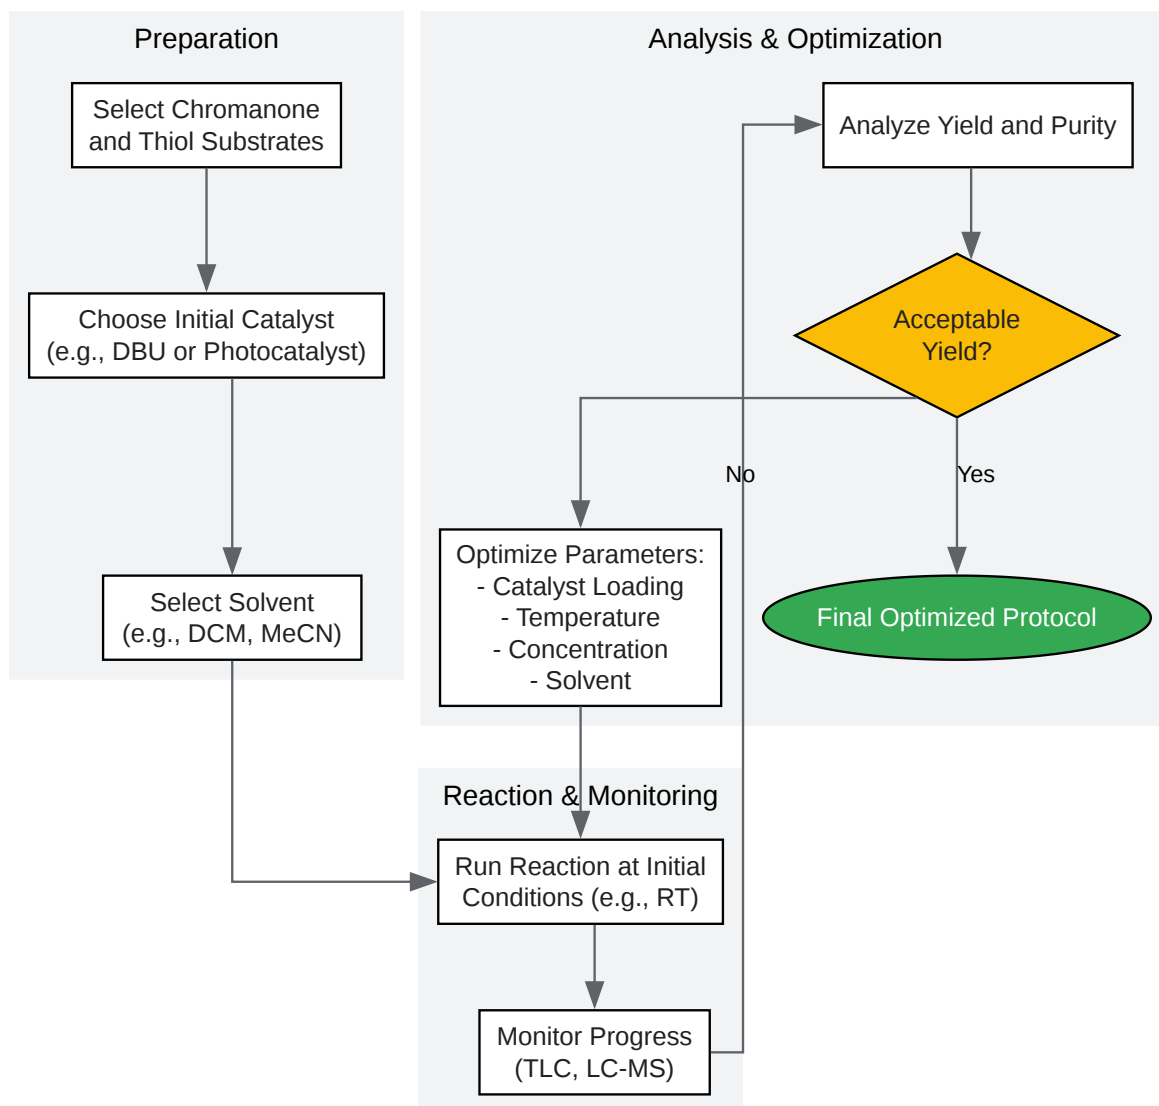 Preparation
Select Chromanone
and Thiol Substrates
Choose Initial Catalyst
(e.g., DBU or Photocatalyst)
Select Solvent
(e.g., DCM, MeCN)
Analysis & Optimization
Analyze Yield and Purity
Acceptable
Yield?
No
Yes
Optimize Parameters:
- Catalyst Loading
- Temperature
- Concentration
- Solvent
Final Optimized Protocol
Reaction & Monitoring
Run Reaction at Initial
Conditions (e.g., RT)
Monitor Progress
(TLC, LC-MS)